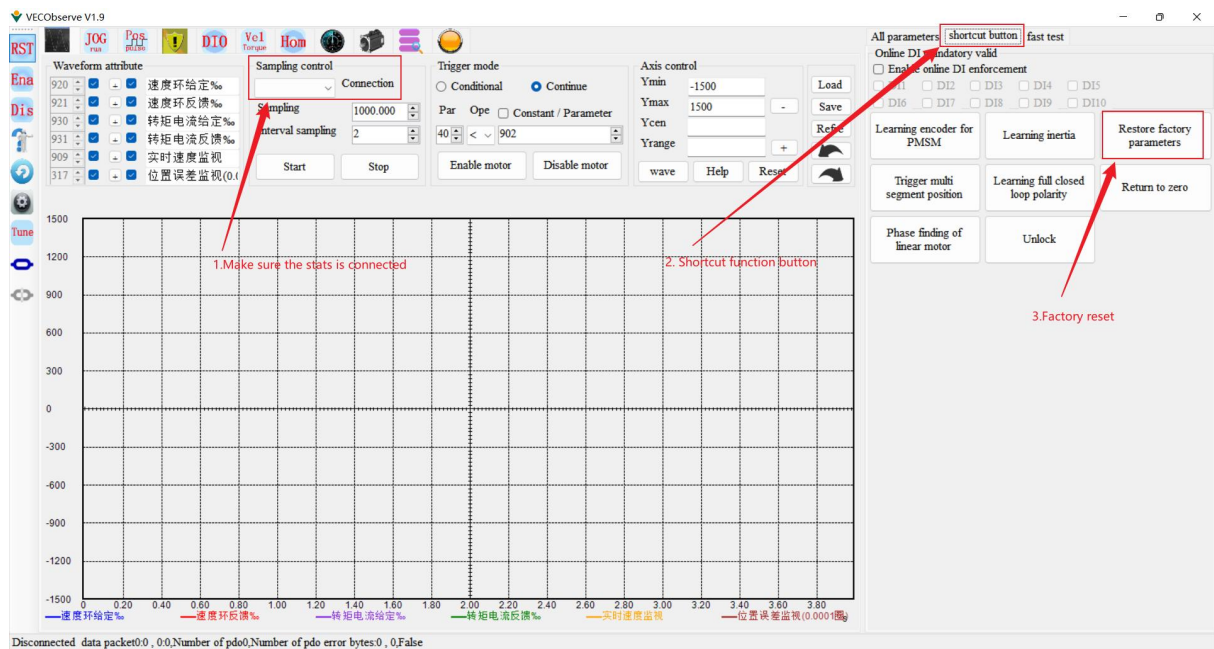 VECObserve V1.9
RST
JOG
run
Pos
pulse
DIO
Vel
Torque
Hom
All parameters
shortcut button
fast test
Ena
Dis
Tune
Waveform attribute
920
速度环给定‰
921
速度环反馈‰
930
转矩电流给定‰
931
转矩电流反馈‰
909
实时速度监视
317
位置误差监视(0.0
Sampling control
Connection
Sampling
1000.000
Interval sampling
2
Start
Stop
Trigger mode
Conditional
Continue
Par Ope
Constant / Parameter
40
<
902
Enable motor
Disable motor
Axis control
Ymin
-1500
Load
Ymax
1500
-
Save
Ycen
Yrange
+
wave
Help
Reset
Online DI mandatory valid
Enable online DI enforcement
DI1 DI2 DI3 DI4 DI5
DI6 DI7 DI8 DI9 DI10
Learning encoder for
PMSM
Learning inertia
Restore factory
parameters
Trigger multi
segment position
Learning full closed
loop polarity
Return to zero
Phase finding of
linear motor
Unlock
1.Make sure the stats is connected
2. Shortcut function button
3.Factory reset
1500
1200
900
600
300
0
-300
-600
-900
-1200
-1500
0 0.20 0.40 0.60 0.80 1.00 1.20 1.40 1.60 1.80 2.00 2.20 2.40 2.60 2.80 3.00 3.20 3.40 3.60 3.80
速度环给定‰ 速度环反馈‰ 转矩电流给定‰ 转矩电流反馈‰ 实时速度监视 位置误差监视(0.0001圈)
Disconnected data packet0:0 , 0:0,Number of pdo0,Number of pdo error bytes:0 , 0,False